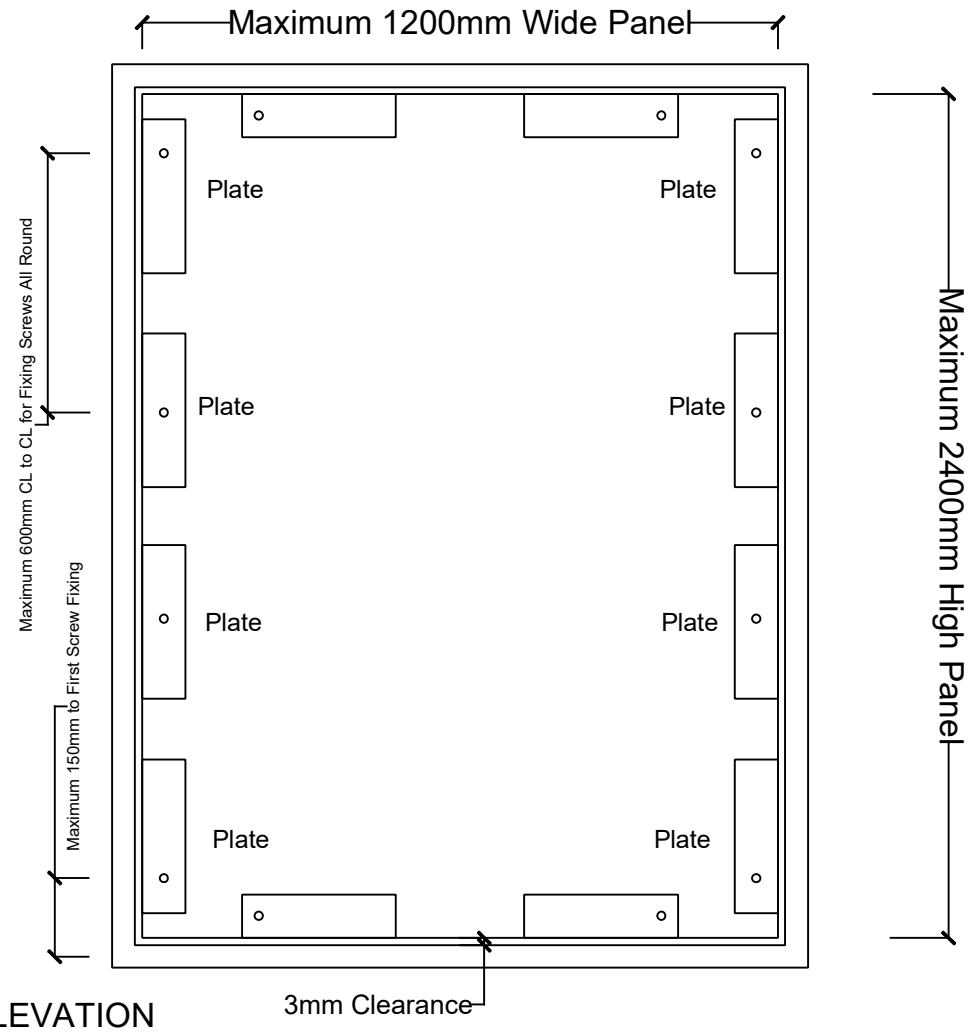 Maximum 1200mm Wide Panel
Plate
Plate
Maximum 600mm CL to CL for Fixing Screws All Round
Maximum 2400mm High Panel
Plate
Plate
Maximum 150mm to First Screw Fixing
Plate
Plate
Plate
Plate
3mm Clearance
LEVATION